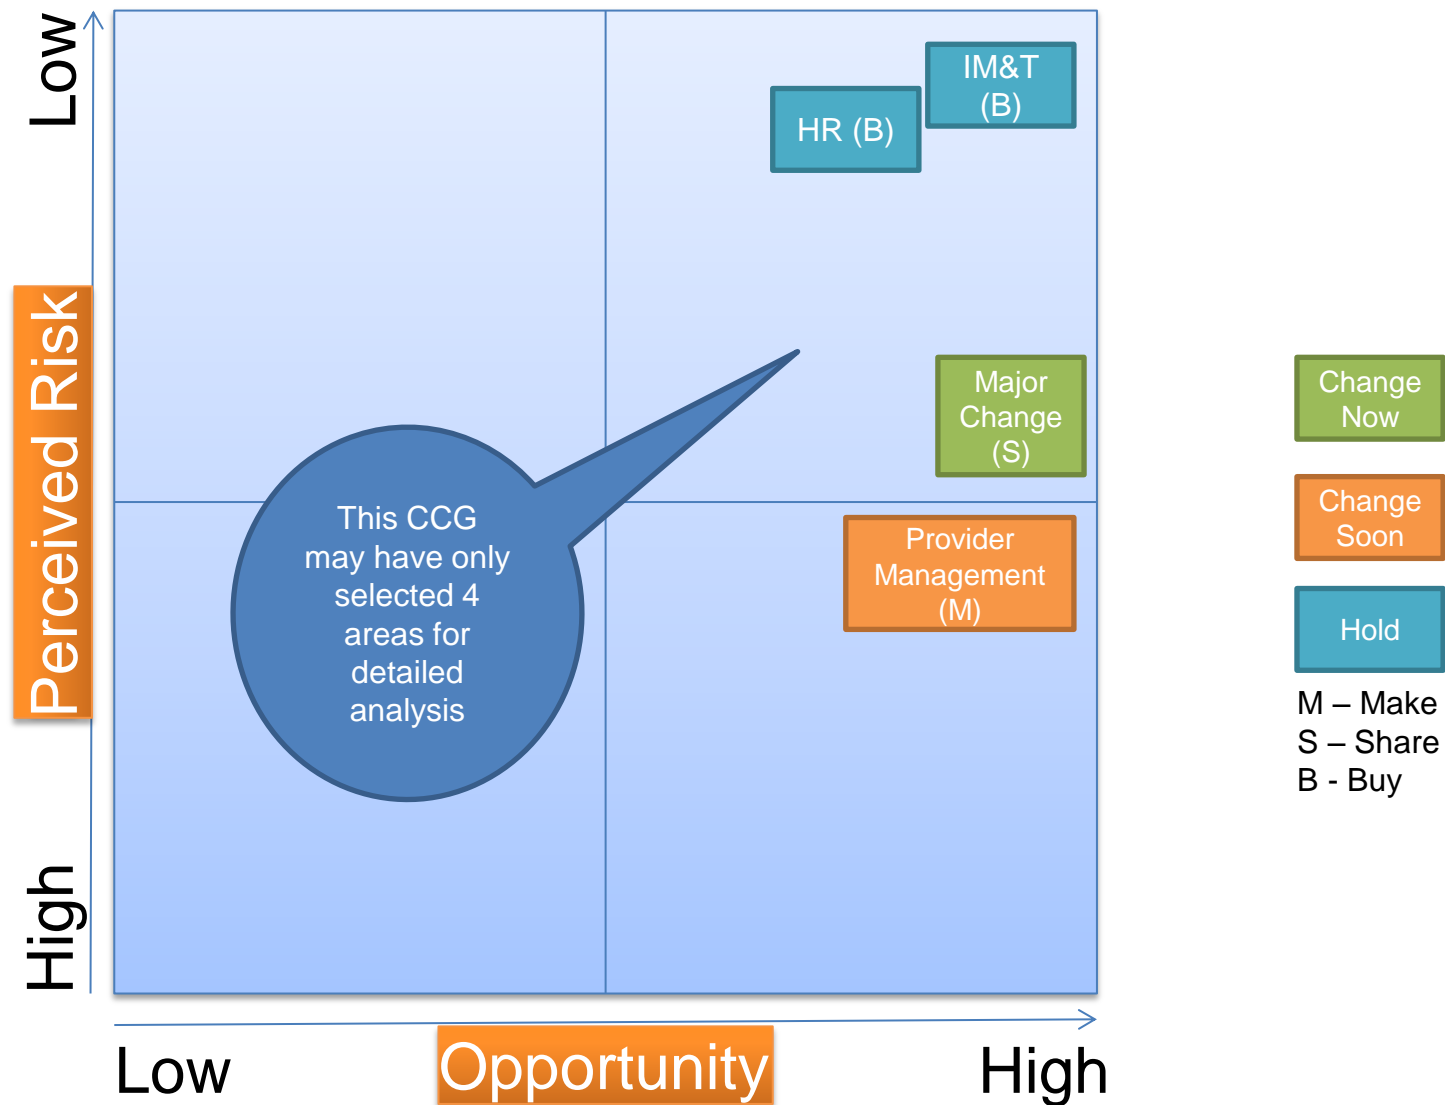 Low
IM&T
(B)
HR (B)
Perceived Risk
Major
Change
(S)
Change
Now
This CCG
may have only
selected 4
areas for
detailed
analysis
Provider
Management
(M)
Change
Soon
Hold
M – Make
S – Share
B - Buy
High
Low
Opportunity
High